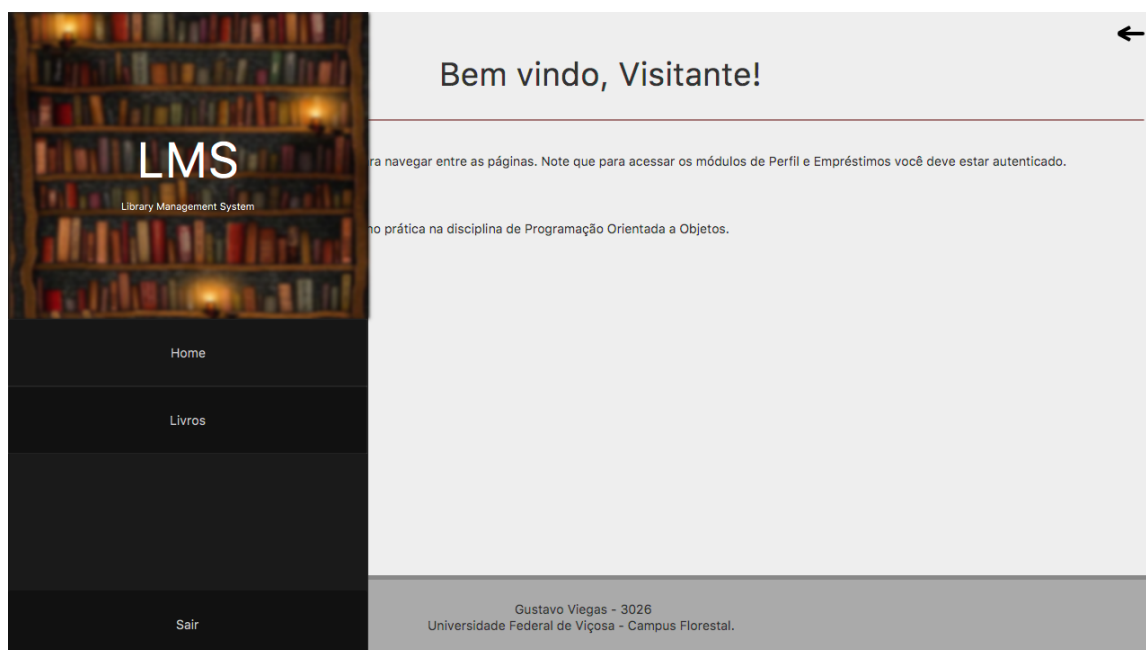 LMS
Library Management System
Home
Livros
Sair
Bem vindo, Visitante!
navegar entre as páginas. Note que para acessar os módulos de Perfil e Empréstimos você deve estar autenticado.
prática na disciplina de Programação Orientada a Objetos.
Gustavo Viegas - 3026
Universidade Federal de Viçosa - Campus Florestal.